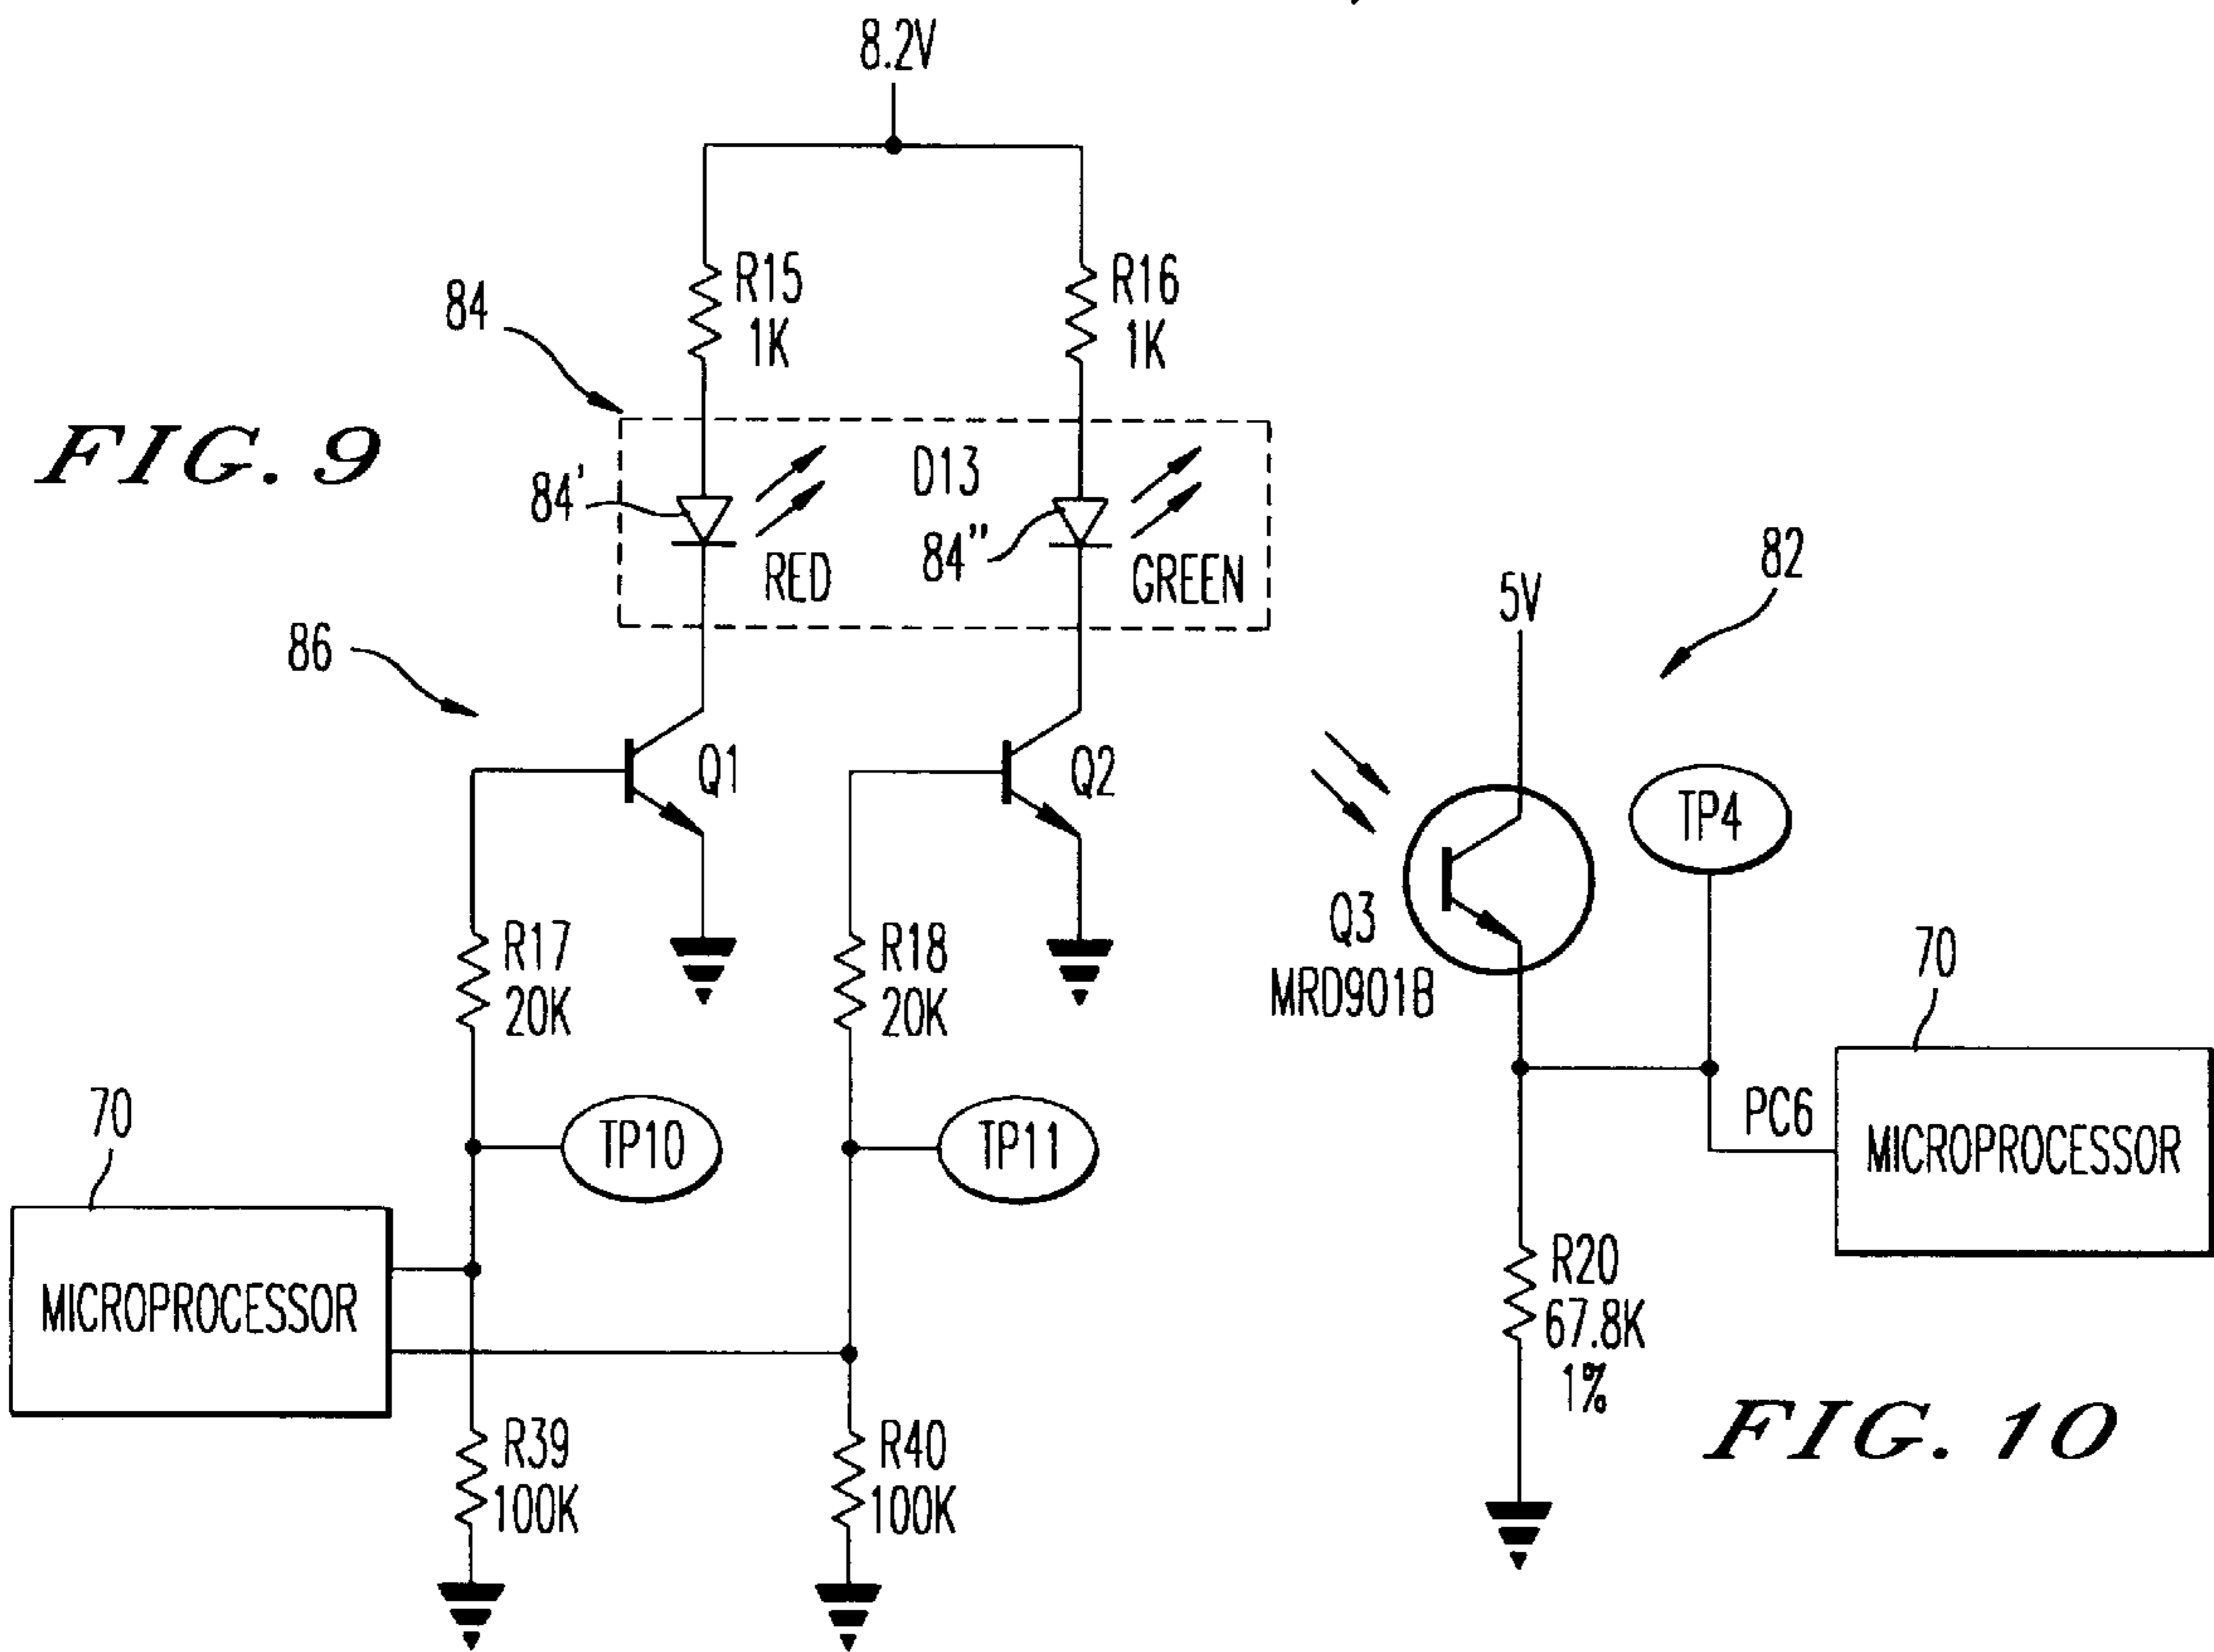 8.2V
R15
1K
R16
1K
84
FIG. 9
D13
84'
84"
RED
GREEN
86
Q1
Q2
R17
20K
R18
20K
70
TP10
TP11
MICROPROCESSOR
R39
100K
R40
100K
82
5V
TP4
Q3
MRD901B
70
PC6
MICROPROCESSOR
R20
67.8K
1%
FIG. 10